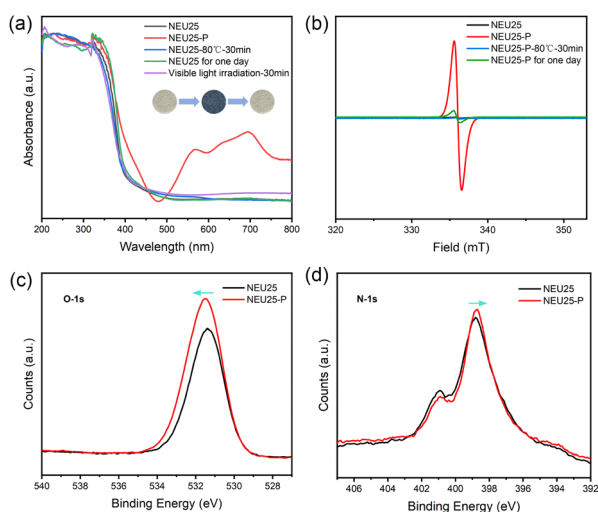 (a)
NEU25
NEU25-P
NEU25-80℃-30min
NEU25 for one day
Visible light irradiation-30min
Absorbance (a.u.)
200 300 400 500 600 700 800
Wavelength (nm)
(b)
NEU25
NEU25-P
NEU25-P-80℃-30min
NEU25-P for one day
Intensity (a.u.)
320 330 340 350
Field (mT)
(c)
O-1s
NEU25
NEU25-P
Counts (a.u.)
540 538 536 534 532 530 528
Binding Energy (eV)
(d)
N-1s
NEU25
NEU25-P
Counts (a.u.)
406 404 402 400 398 396 394 392
Binding Energy (eV)